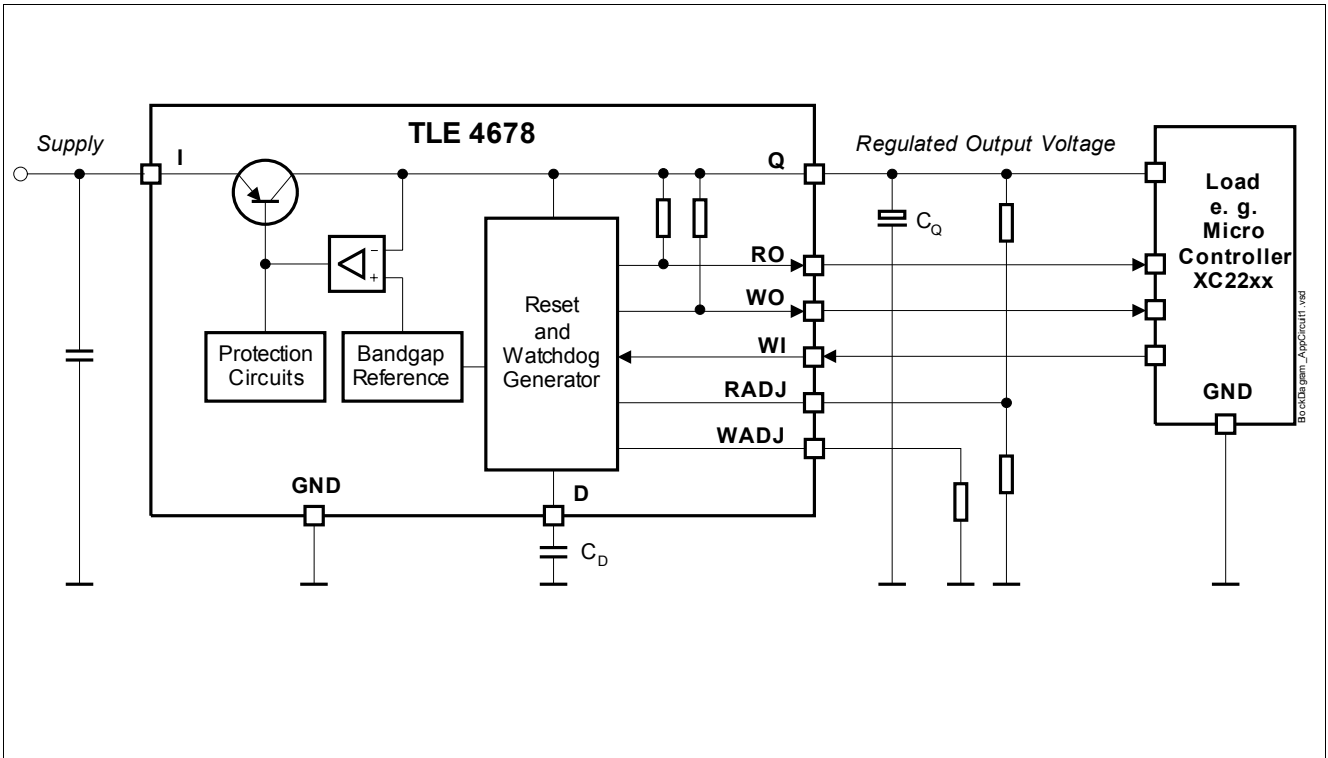 TLE 4678
Supply
I
Q
Regulated Output Voltage
Load
e. g.
Micro
Controller
XC22xx
C_Q
RO
WO
WI
RADJ
WADJ
Reset
and
Watchdog
Generator
Protection
Circuits
Bandgap
Reference
-
+
GND
D
C_D
GND
BockDiagram_AppCircuit1.vsd